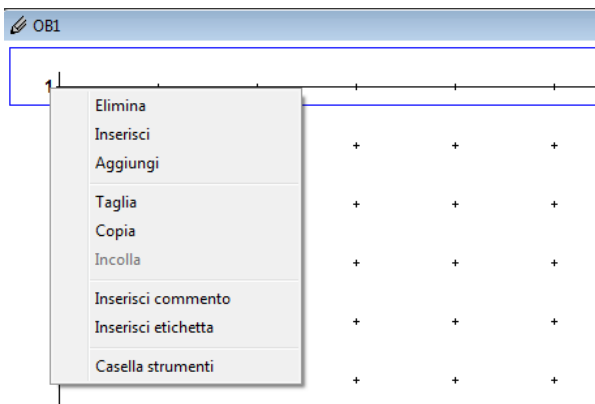 OB1
1
Elimina
Inserisci
Aggiungi
Taglia
Copia
Incolla
Inserisci commento
Inserisci etichetta
Casella strumenti